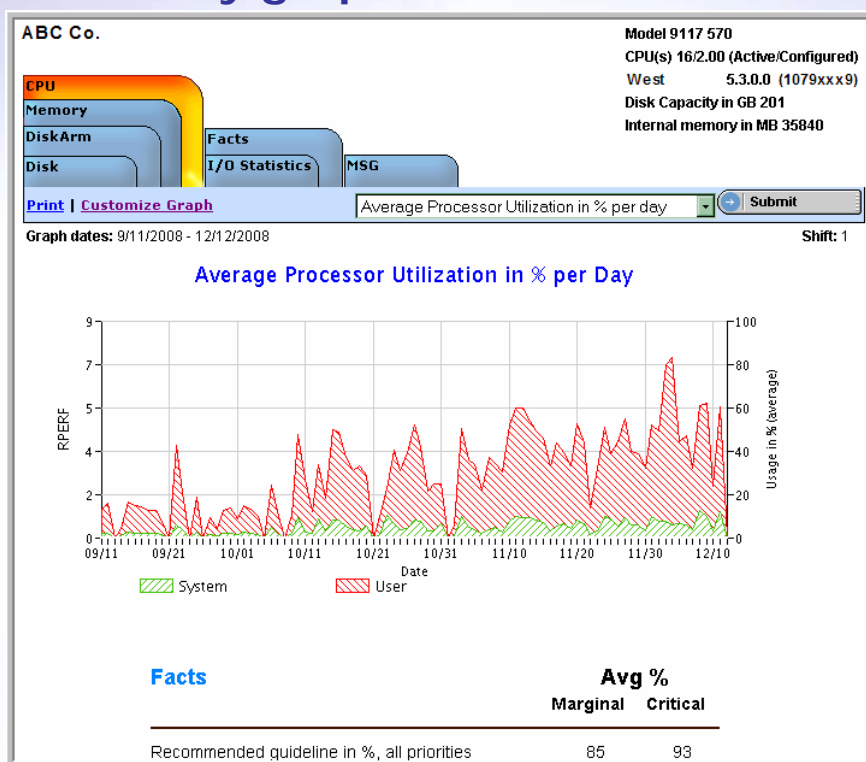 ABC Co.
Model 9117 570
CPU(s) 16/2.00 (Active/Configured)
West 5.3.0.0 (1079xxx9)
Disk Capacity in GB 201
Internal memory in MB 35840
CPU
Memory
DiskArm
Disk
Facts
I/O Statistics
MSG
Print | Customize Graph
Average Processor Utilization in % per day
Submit
Graph dates: 9/11/2008 - 12/12/2008
Shift: 1
Average Processor Utilization in % per Day
9
7
5
4
2
0
RPERF
100
80
60
40
20
0
Usage in % (average)
09/11 09/21 10/01 10/11 10/21 10/31 11/10 11/20 11/30 12/10
Date
System
User
Facts
Avg %
Marginal Critical
Recommended guideline in %, all priorities 85 93